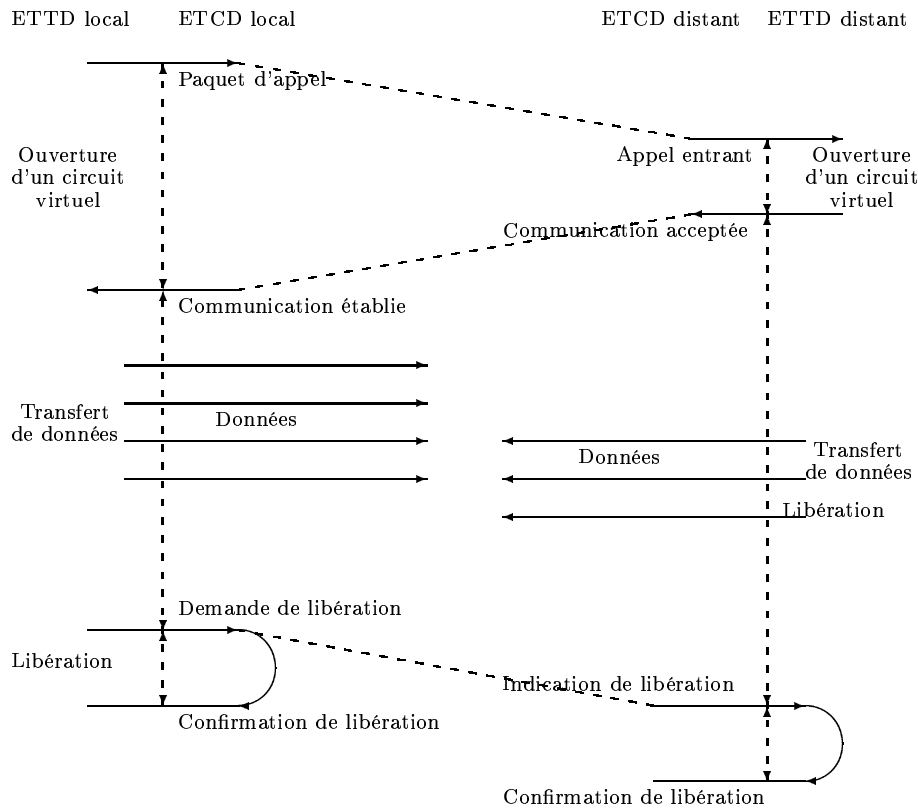 ETTD local
ETCD local
ETCD distant
ETTD distant
Paquet d'appel
Ouverture
d'un circuit
virtuel
Appel entrant
Ouverture
d'un circuit
virtuel
Communication acceptée
Communication établie
Transfert
de données
Données
Données
Transfert
de données
Libération
Demande de libération
Libération
Indication de libération
Confirmation de libération
Confirmation de libération